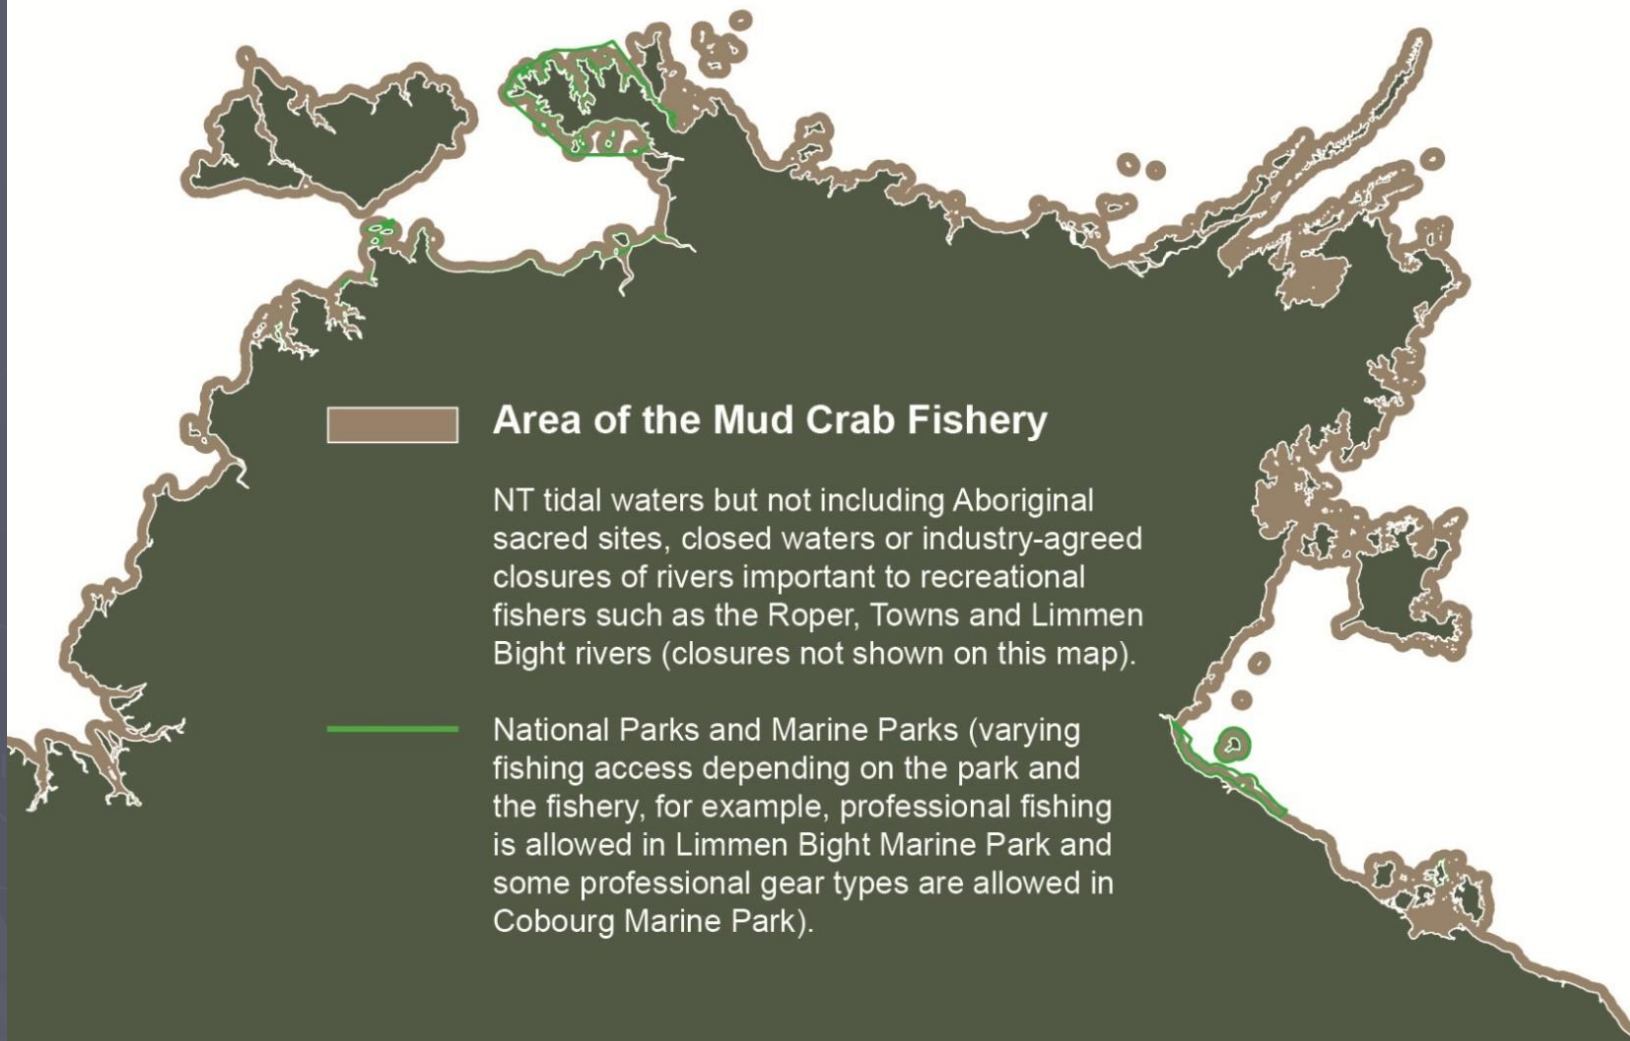 Area of the Mud Crab Fishery
NT tidal waters but not including Aboriginal
sacred sites, closed waters or industry-agreed
closures of rivers important to recreational
fishers such as the Roper, Towns and Limmen
Bight rivers (closures not shown on this map).
National Parks and Marine Parks (varying
fishing access depending on the park and
the fishery, for example, professional fishing
is allowed in Limmen Bight Marine Park and
some professional gear types are allowed in
Cobourg Marine Park).